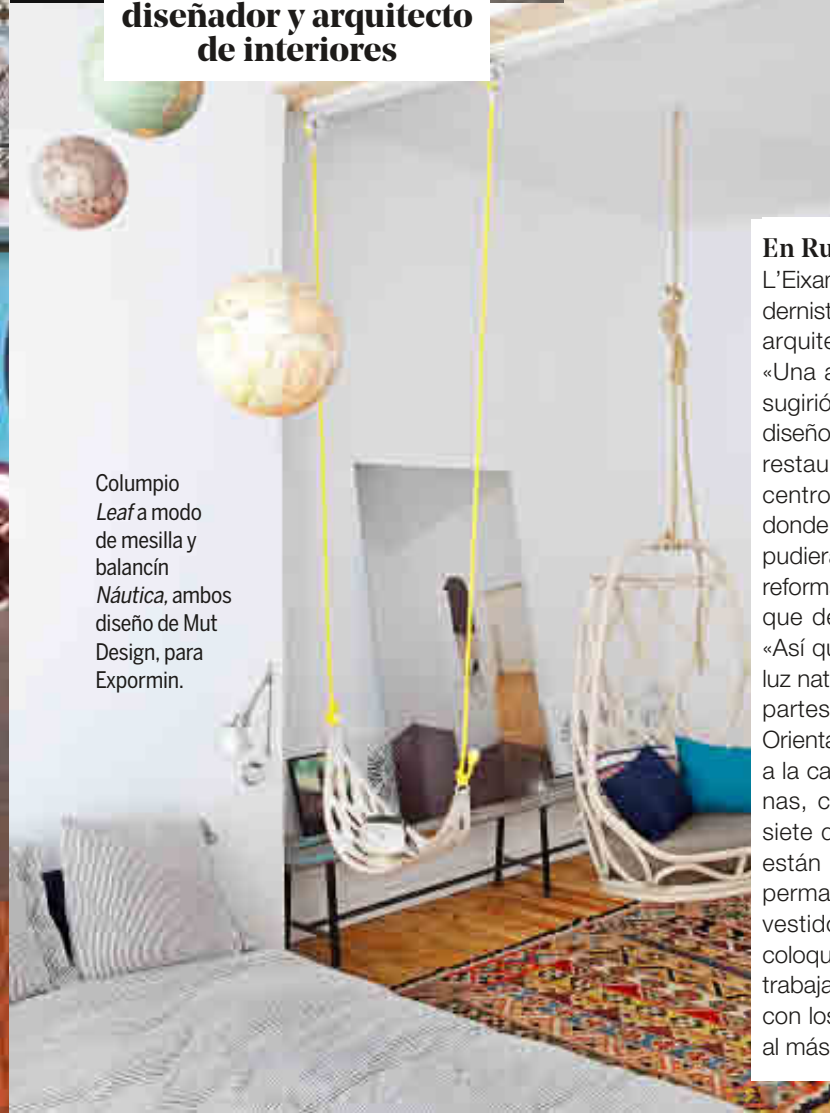 diseñador y arquitecto
de interiores
Columpio
Leaf a modo
de mesilla y
balancín
Náutica, ambos
diseño de Mut
Design, para
Expormin.
En Ru
L'Eixar
dernist
arquite
«Una a
sugirió
diseño
restau
centro
donde
pudiera
reform
que de
«Así qu
luz nat
partes
Orienta
a la ca
nas, c
siete c
están
perma
vestido
coloqu
trabaja
con los
al más